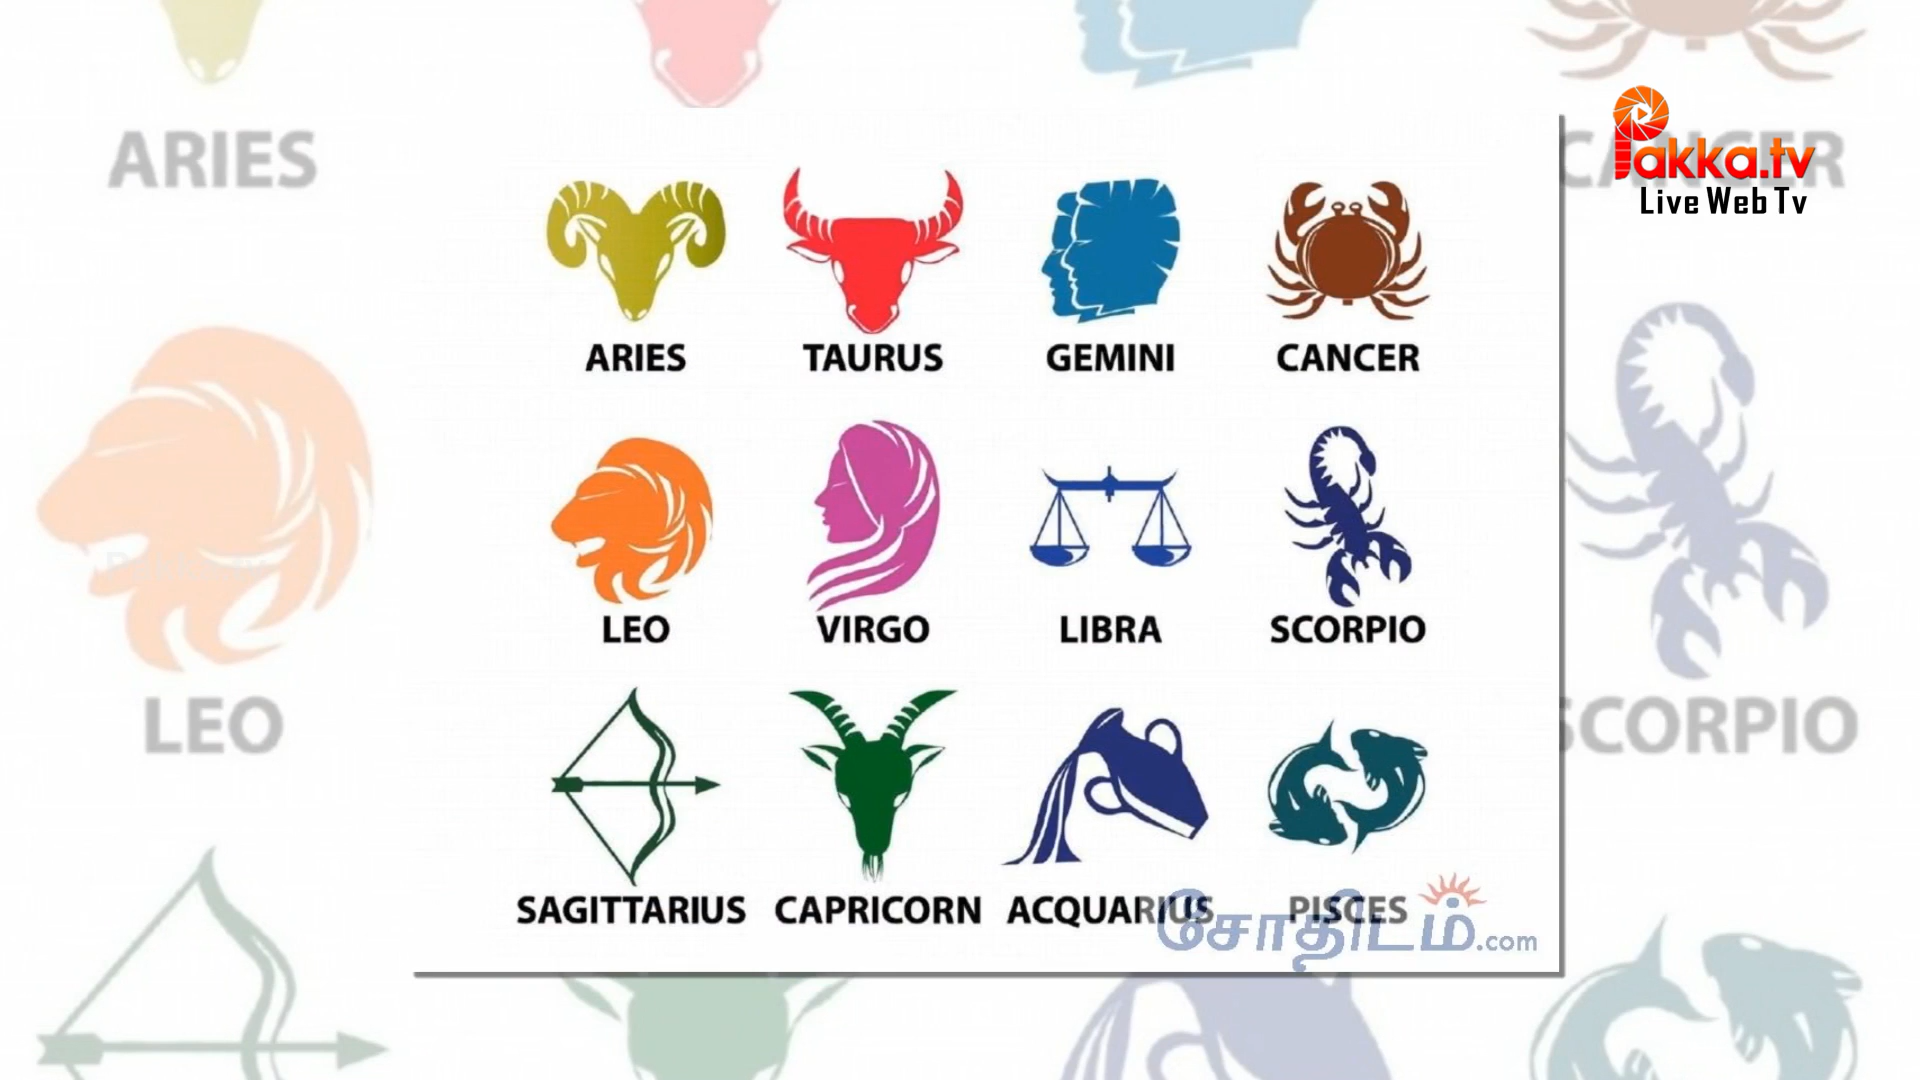 ARIES
CANCER
Pakka.tv
Live Web Tv
ARIES TAURUS GEMINI CANCER
LEO VIRGO LIBRA SCORPIO
LEO
SCORPIO
SAGITTARIUS CAPRICORN ACQUARIUS PISCES
சோதிடம்.com